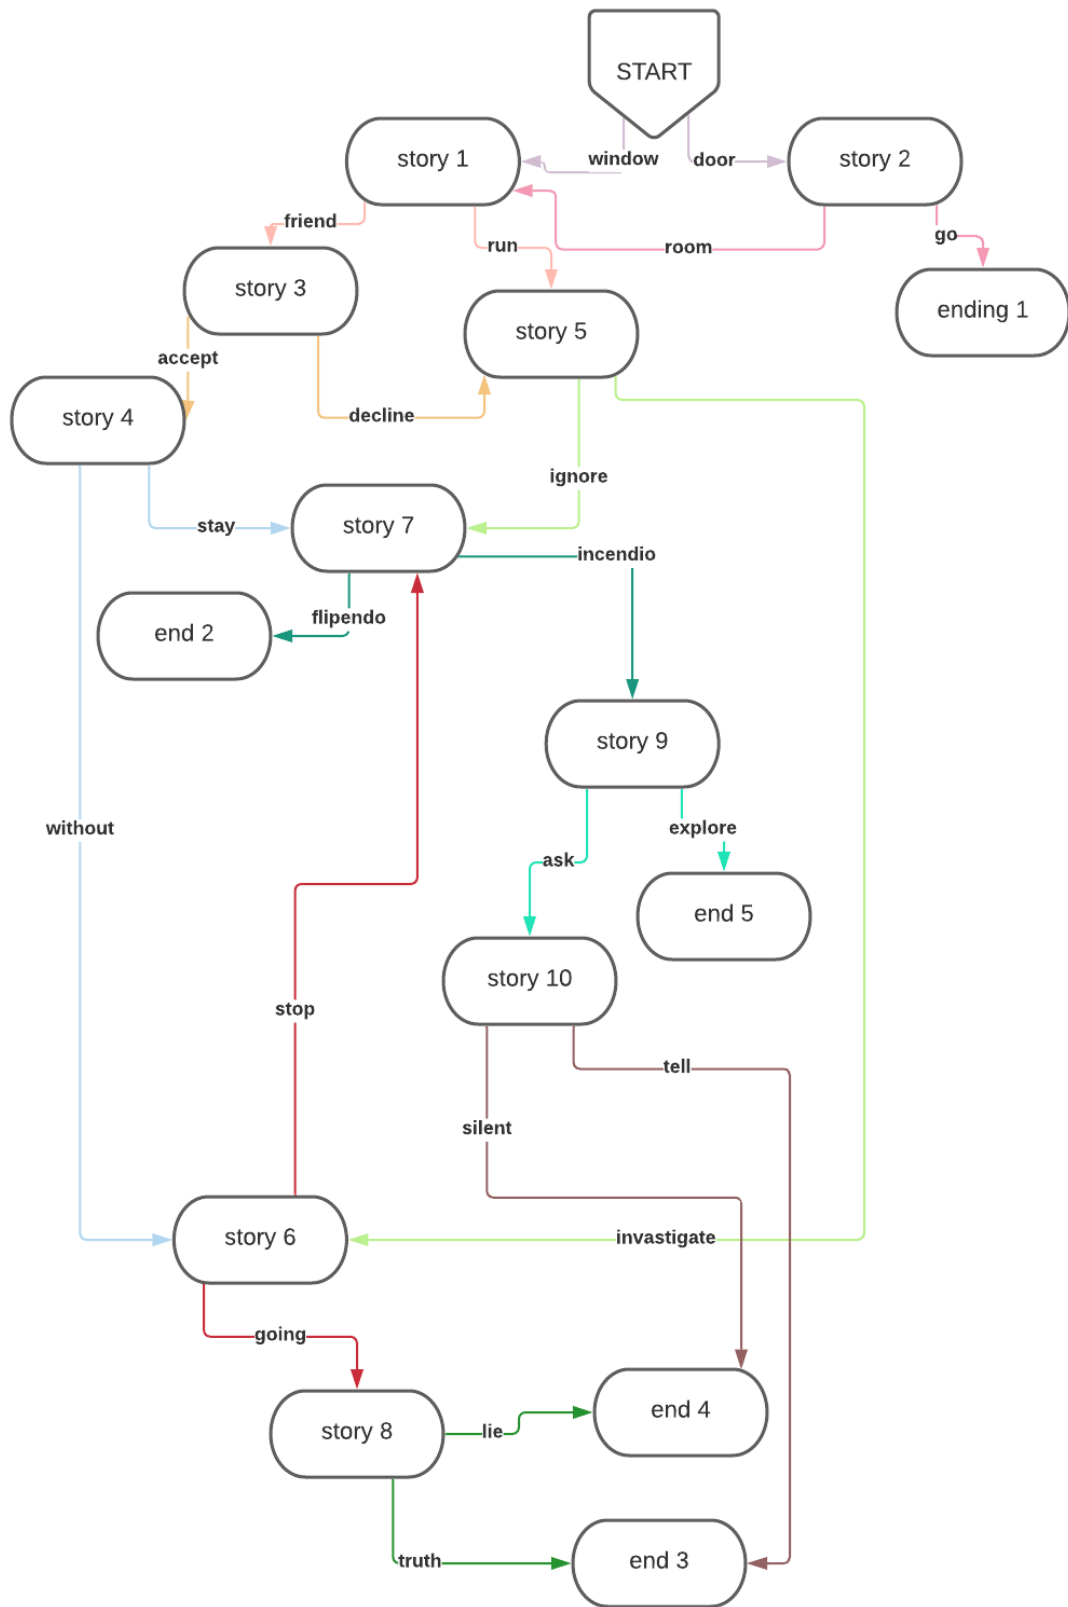 START
story 1
window
door
story 2
friend
run
room
go
story 3
story 5
ending 1
accept
decline
story 4
ignore
stay
story 7
incendio
flipendo
end 2
story 9
without
explore
ask
end 5
story 10
stop
tell
silent
story 6
invastigate
going
end 4
story 8
lie
truth
end 3